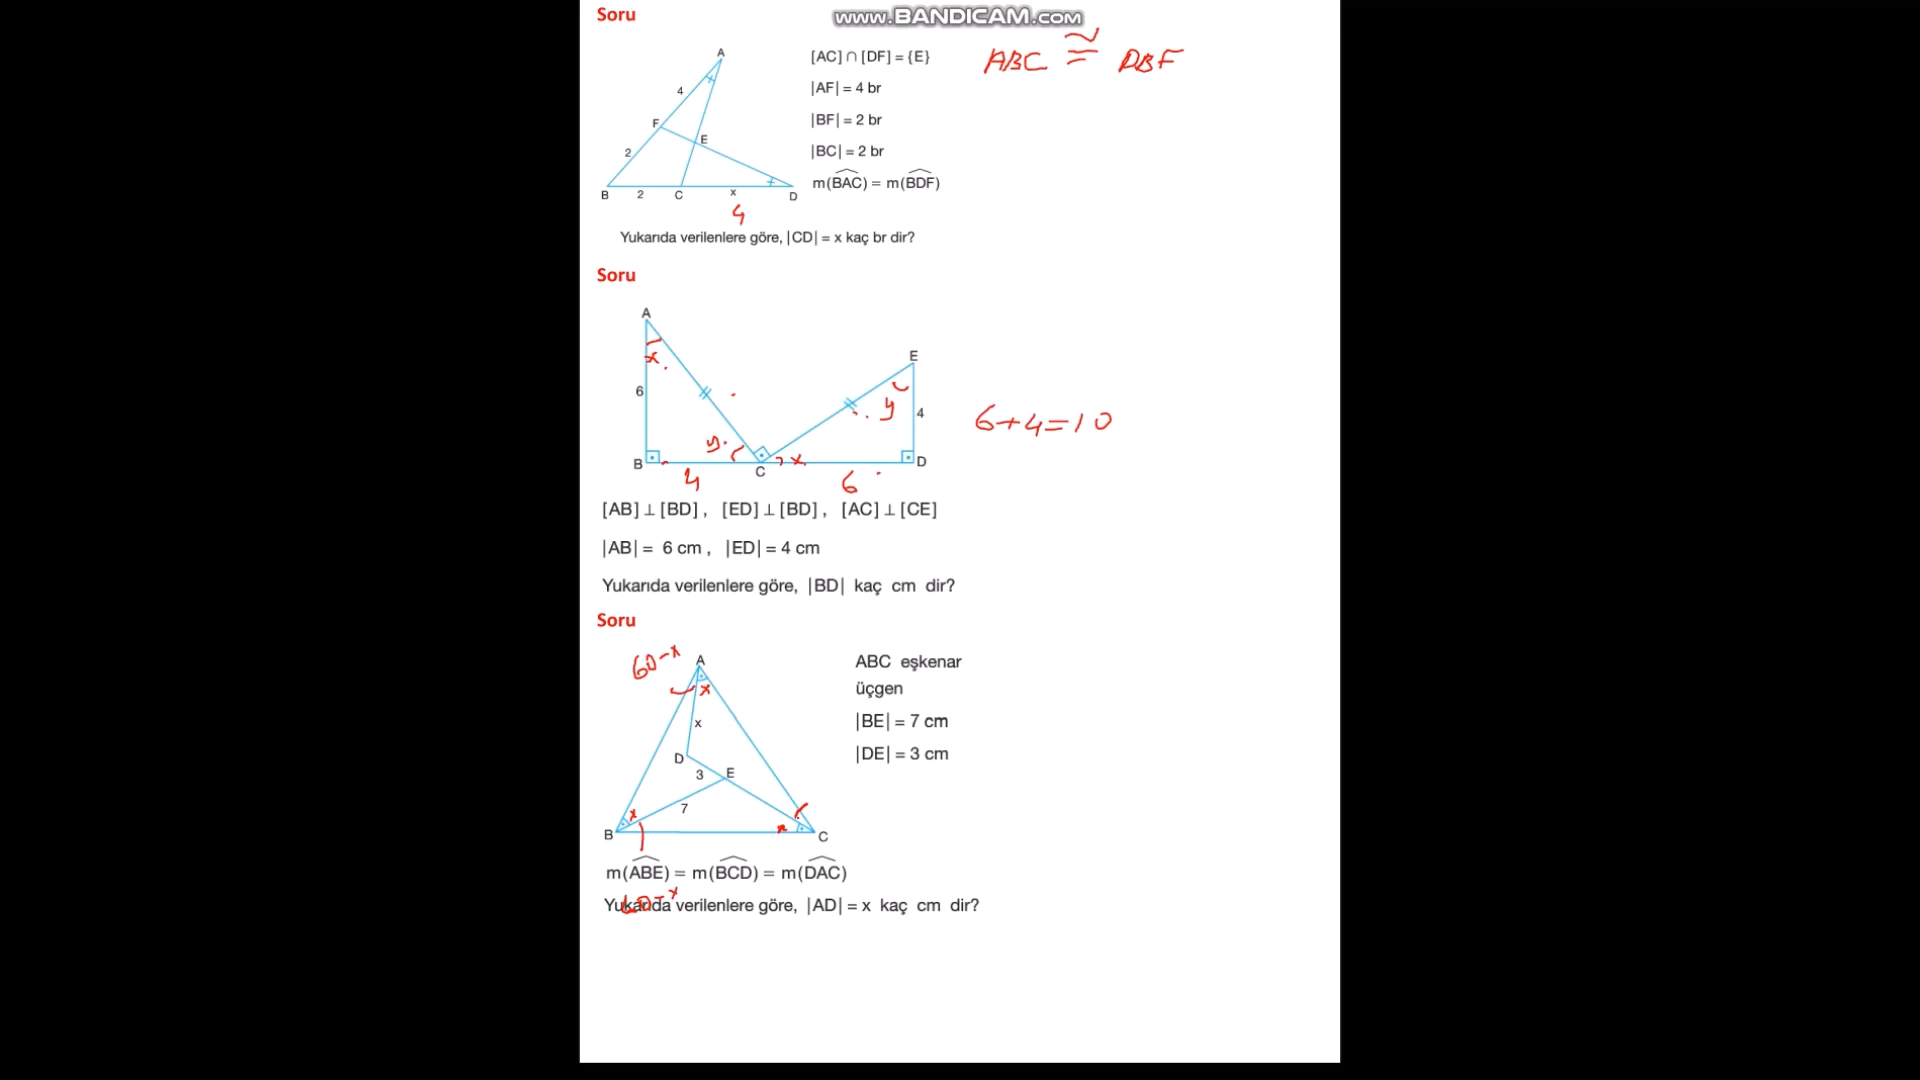 www.BANDICAM.com
Soru
[AC] ∩ [DF] = {E}
|AF| = 4 br
|BF| = 2 br
|BC| = 2 br
m(BAC) = m(BDF)
ABC ≅ DBF
A
4
F
E
2
B 2 C x D
4
Yukarıda verilenlere göre, |CD| = x kaç br dir?
Soru
A
x
E
6
y
4
6+4=10
y
x
B C D
4 6
[AB] ⊥ [BD] , [ED] ⊥ [BD] , [AC] ⊥ [CE]
|AB| = 6 cm , |ED| = 4 cm
Yukarıda verilenlere göre, |BD| kaç cm dir?
Soru
60-x A
x
x
D
3 E
7
x
x
B C
ABC eşkenar
üçgen
|BE| = 7 cm
|DE| = 3 cm
m(ABE) = m(BCD) = m(DAC)
60-x
Yukarıda verilenlere göre, |AD| = x kaç cm dir?